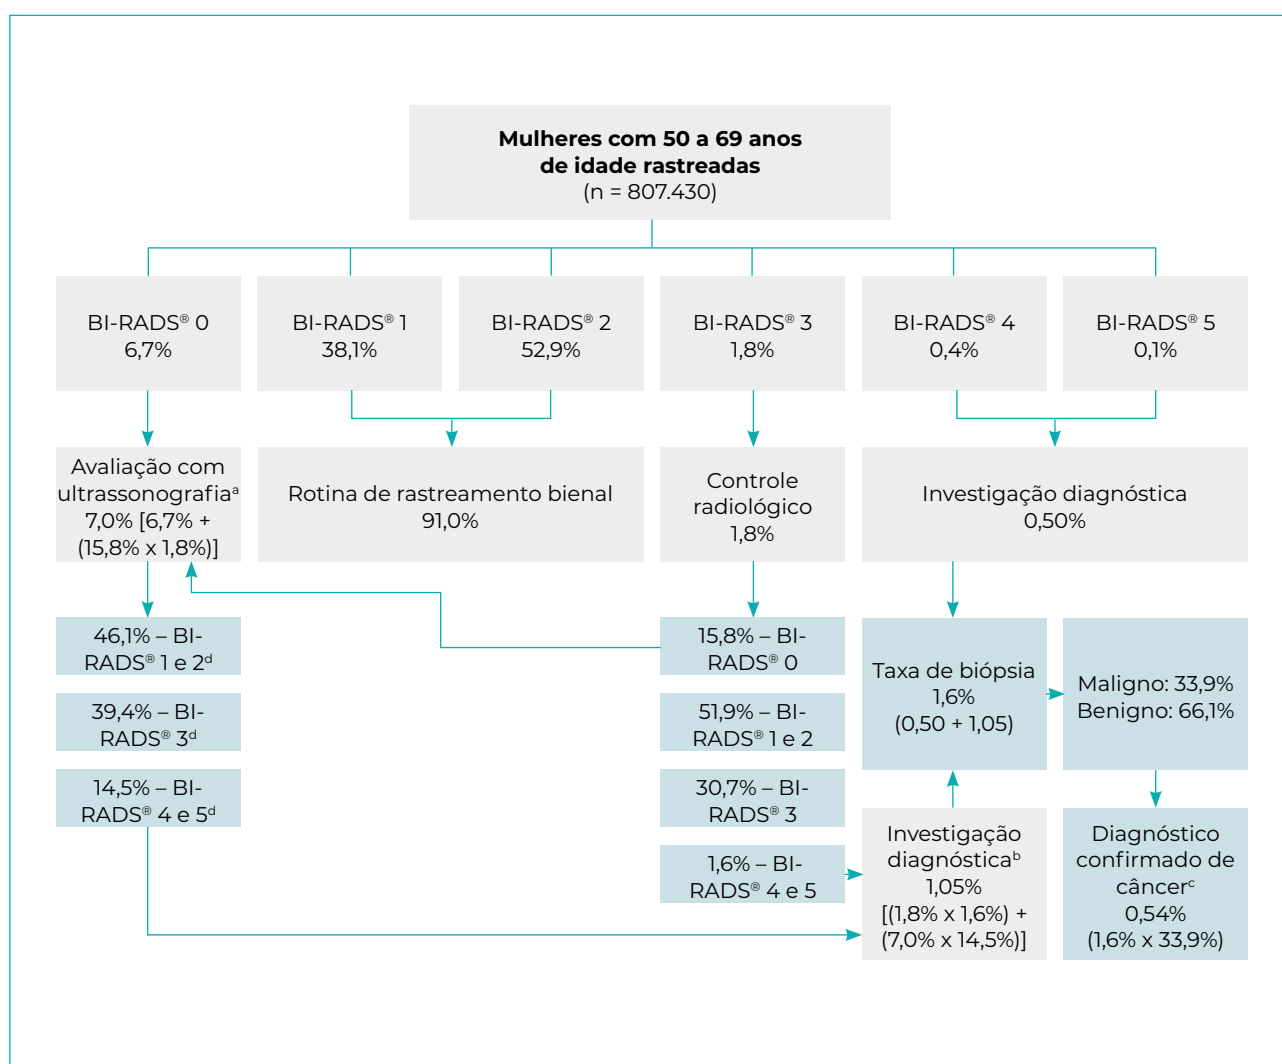 Mulheres com 50 a 69 anos
de idade rastreadas
(n = 807.430)
BI-RADS® 0
6,7%
BI-RADS® 1
38,1%
BI-RADS® 2
52,9%
BI-RADS® 3
1,8%
BI-RADS® 4
0,4%
BI-RADS® 5
0,1%
Avaliação com
ultrassonografiaᵃ
7,0% [6,7% +
(15,8% x 1,8%)]
Rotina de rastreamento bienal
91,0%
Controle
radiológico
1,8%
Investigação diagnóstica
0,50%
46,1% – BI-
RADS® 1 e 2ᵈ
39,4% – BI-
RADS® 3ᵈ
14,5% – BI-
RADS® 4 e 5ᵈ
15,8% – BI-
RADS® 0
51,9% – BI-
RADS® 1 e 2
30,7% – BI-
RADS® 3
1,6% – BI-
RADS® 4 e 5
Taxa de biópsia
1,6%
(0,50 + 1,05)
Maligno: 33,9%
Benigno: 66,1%
Investigação
diagnósticaᵇ
1,05%
[(1,8% x 1,6%) +
(7,0% x 14,5%)]
Diagnóstico
confirmado de
câncerᶜ
0,54%
(1,6% x 33,9%)